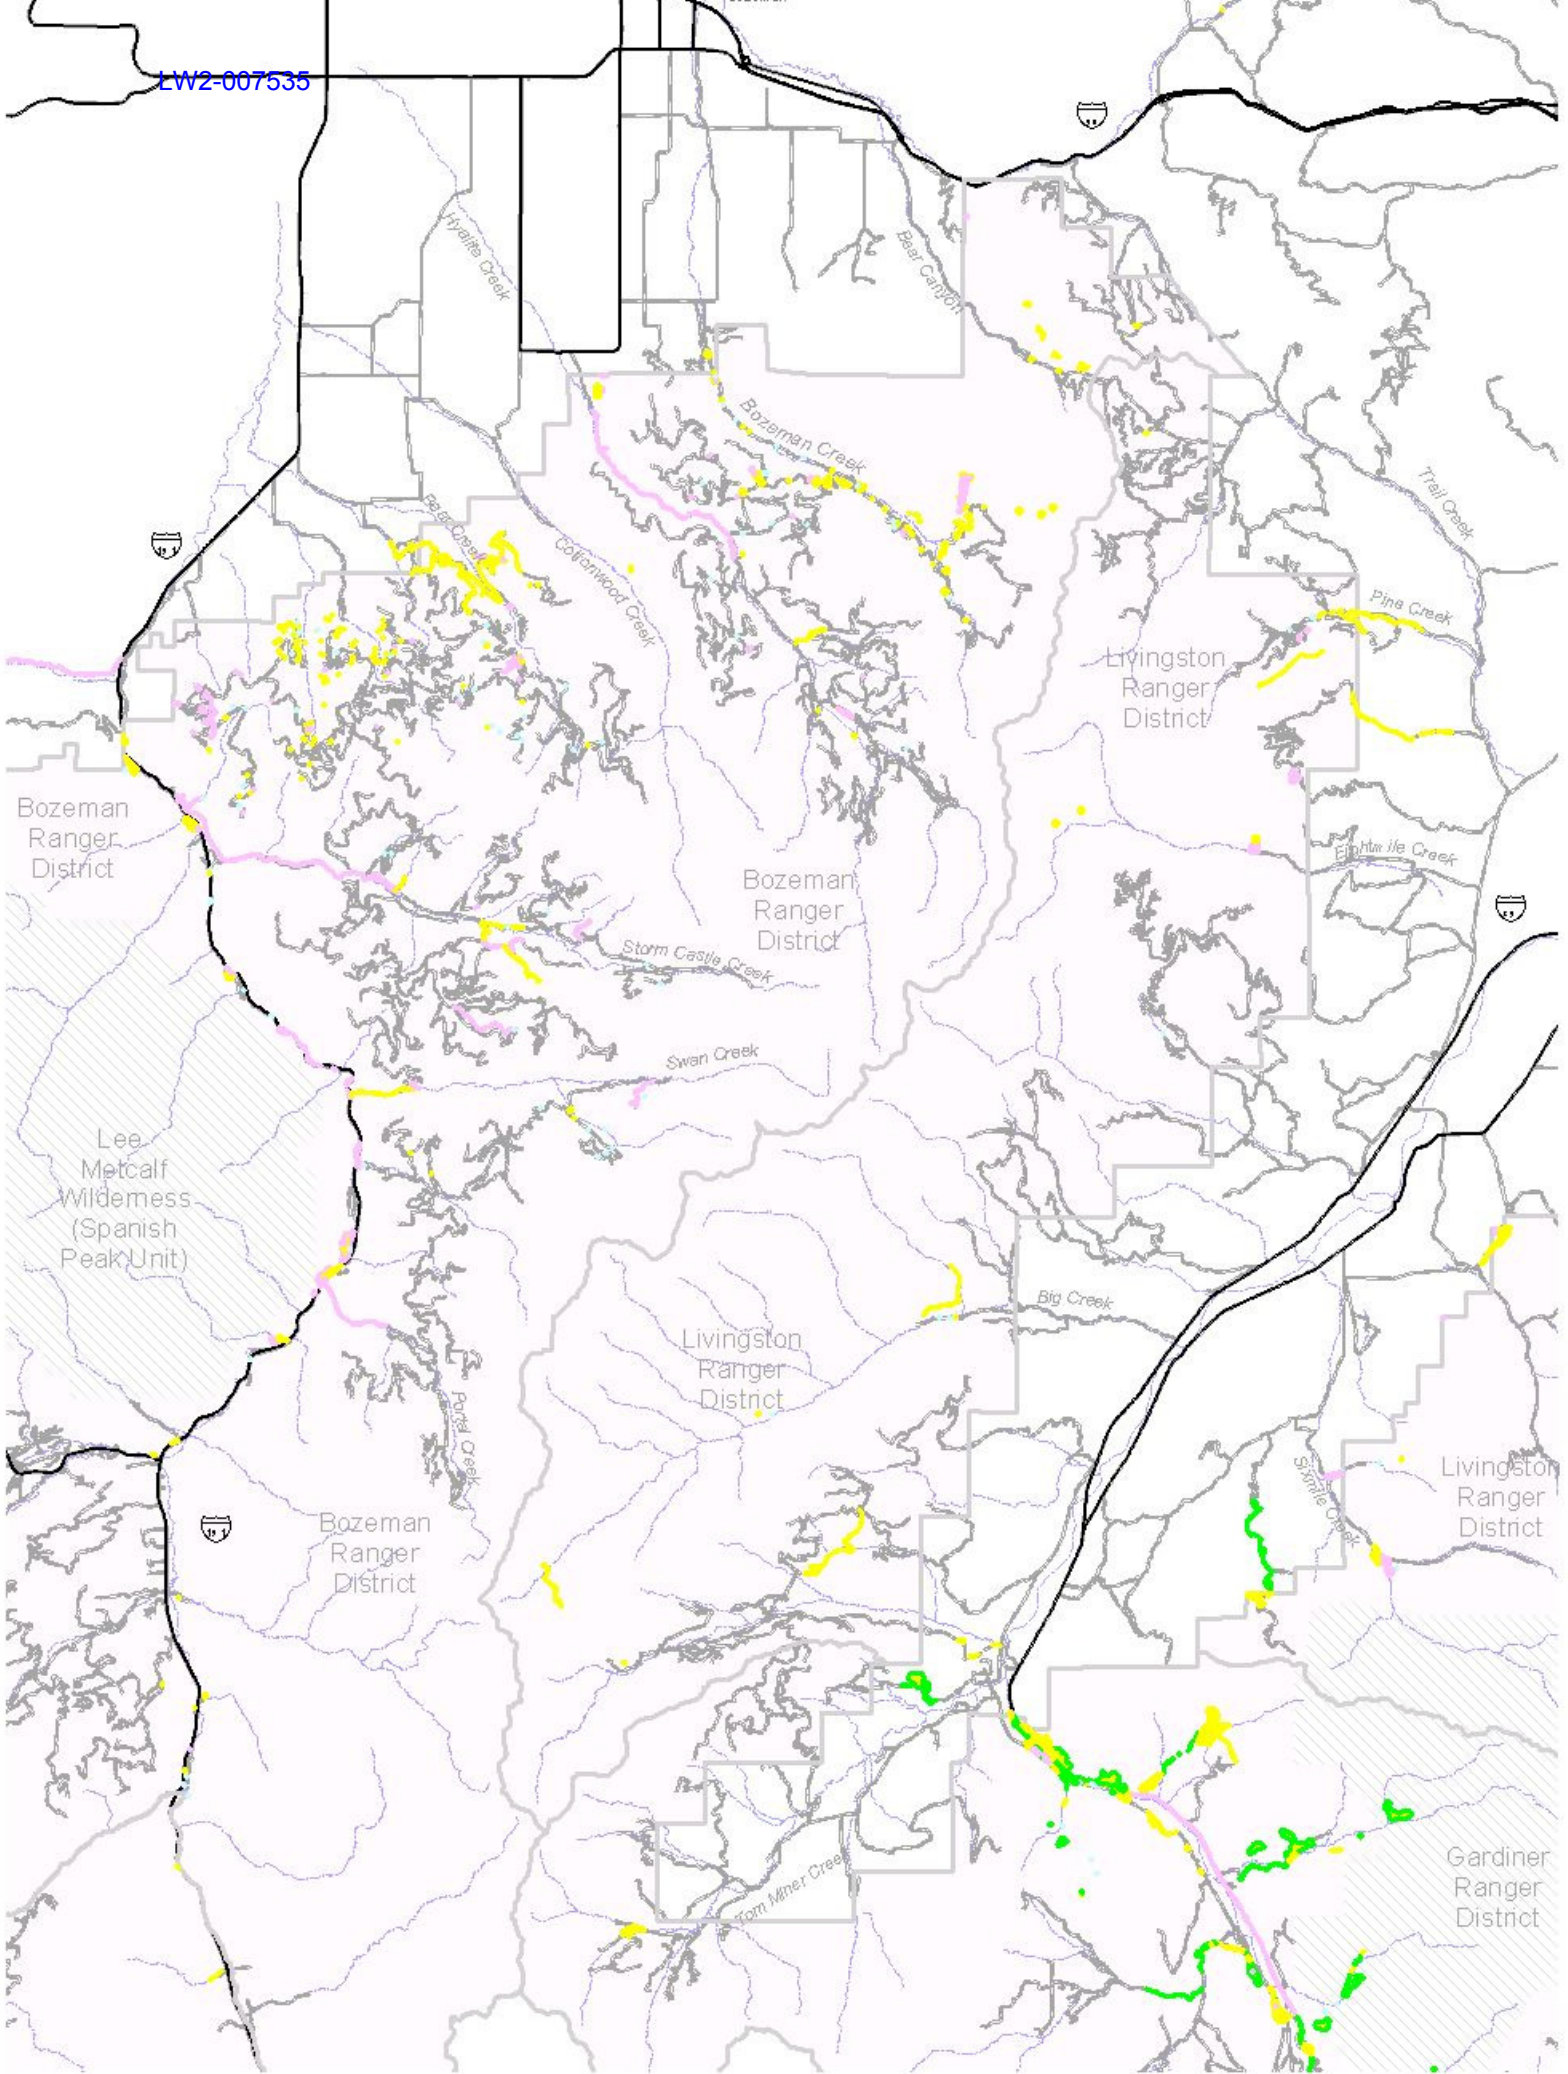 LW2-007535
Hyalite Creek
Bear Canyon
Bozeman Creek
Trail Creek
Bear Creek
Cottonwood Creek
Pine Creek
Livingston
Ranger
District
Bozeman
Ranger
District
Eightmile Creek
Bozeman
Ranger
District
Storm Castle Creek
Swan Creek
Lee
Metcalf
Wilderness
(Spanish
Peak Unit)
Big Creek
Livingston
Ranger
District
Portal Creek
Sixmile Creek
Livingston
Ranger
District
Bozeman
Ranger
District
Tom Miner Creek
Gardiner
Ranger
District